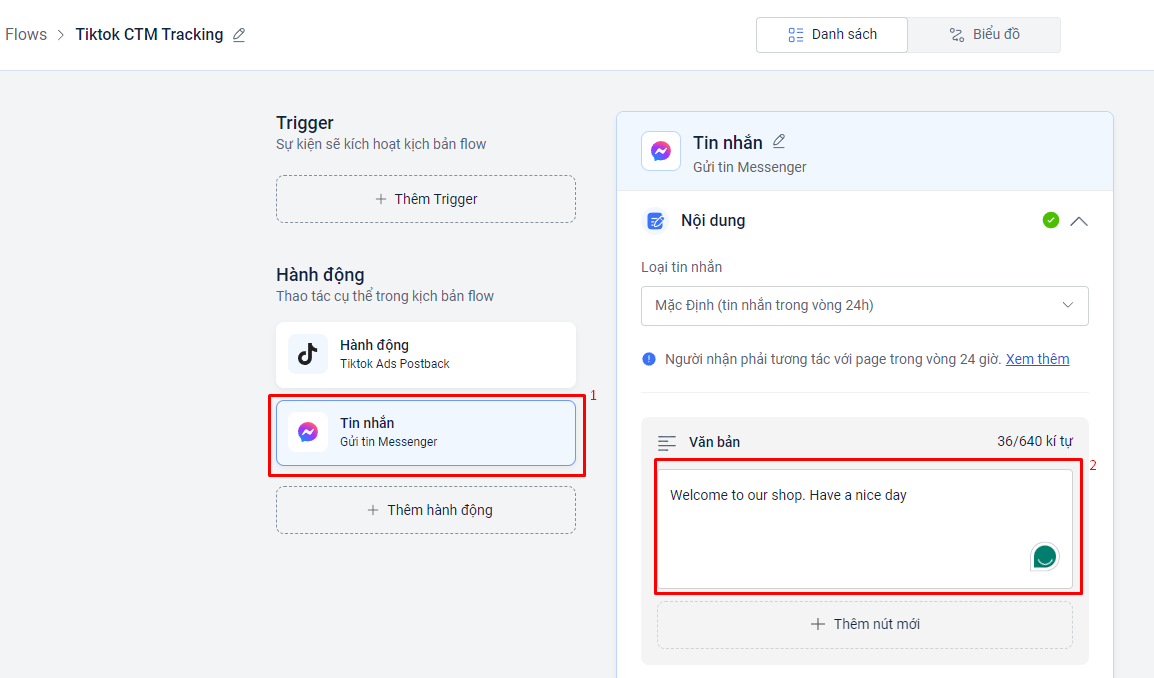 Flows > Tiktok CTM Tracking
Danh sách
Biểu đồ
Trigger
Sự kiện sẽ kích hoạt kịch bản flow
+ Thêm Trigger
Hành động
Thao tác cụ thể trong kịch bản flow
Hành động
Tiktok Ads Postback
1
Tin nhắn
Gửi tin Messenger
+ Thêm hành động
Tin nhắn
Gửi tin Messenger
Nội dung
Loại tin nhắn
Mặc Định (tin nhắn trong vòng 24h)
Người nhận phải tương tác với page trong vòng 24 giờ. Xem thêm
Văn bản
36/640 kí tự
2
Welcome to our shop. Have a nice day
+ Thêm nút mới